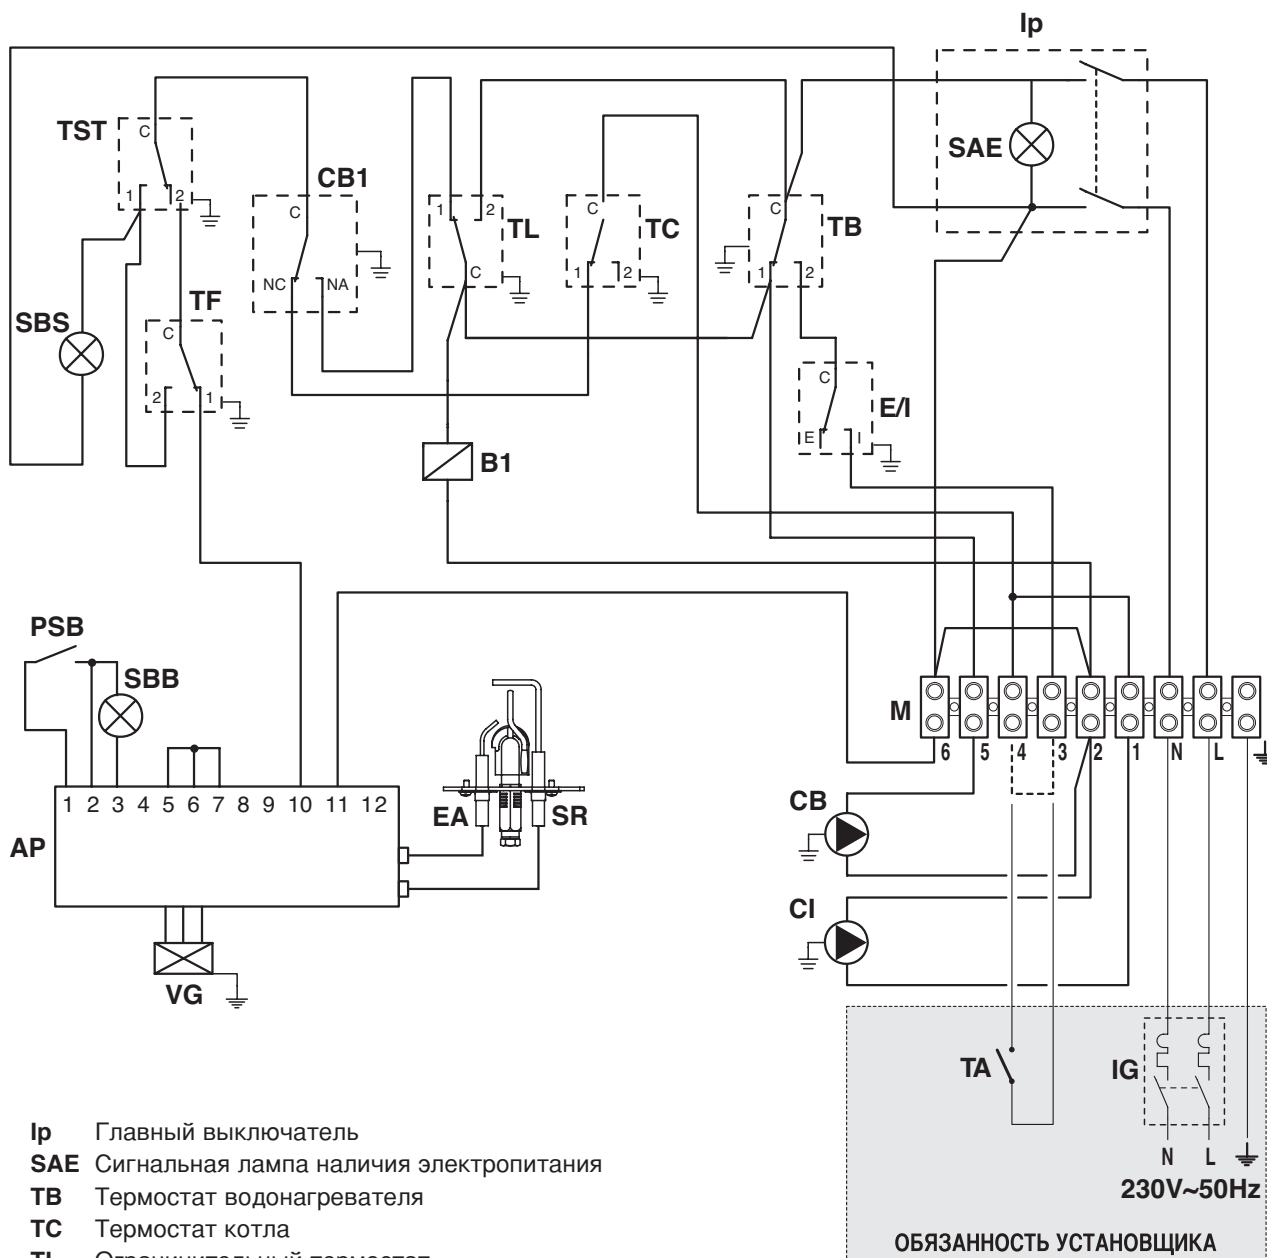 Ip
TST
C
1
2
SAE
CB1
C
NC
NA
1
2
TL
C
C
TC
1
2
C
TB
1
2
SBS
TF
C
2
1
C
E/I
E
I
B1
PSB
SBB
M
6
5
4
3
2
1
N
L
1 2 3 4 5 6 7 8 9 10 11 12
AP
EA
SR
CB
CI
VG
TA
IG
N L
230V~50Hz
ОБЯЗАННОСТЬ УСТАНОВЩИКА
Ip Главный выключатель
SAE Сигнальная лампа наличия электропитания
TB Термостат водонагревателя
TC Термостат котла
TL Ограничительный термостат